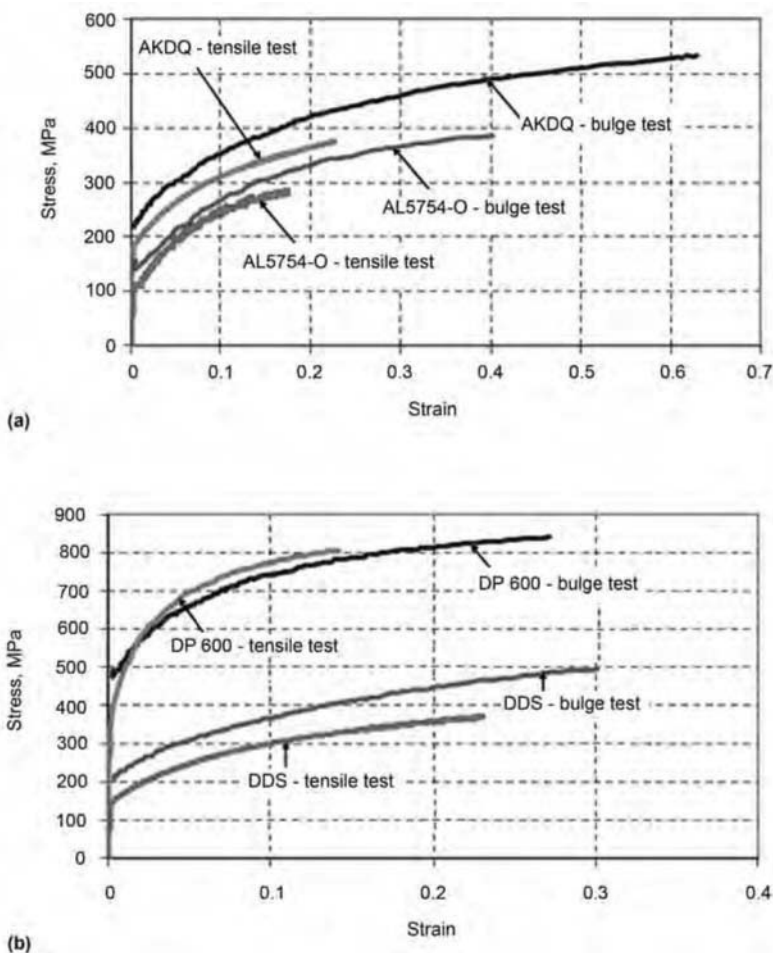 600
500
400
300
200
100
0
Stress, MPa
AKDQ - tensile test
AKDQ - bulge test
AL5754-O - bulge test
AL5754-O - tensile test
0 0.1 0.2 0.3 0.4 0.5 0.6 0.7
Strain
(a)
900
800
700
600
500
400
300
200
100
0
Stress, MPa
DP 600 - bulge test
DP 600 - tensile test
DDS - bulge test
DDS - tensile test
0 0.1 0.2 0.3 0.4
Strain
(b)